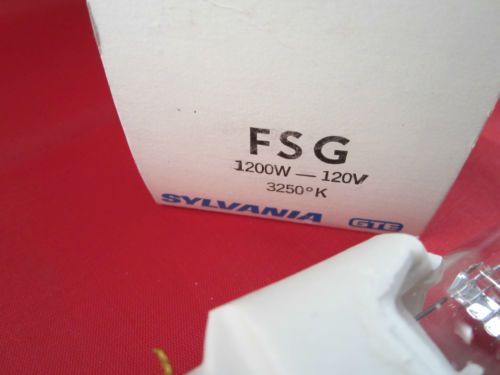 FSG
1200W — 120V
3250°K
SYLVANIA GTE